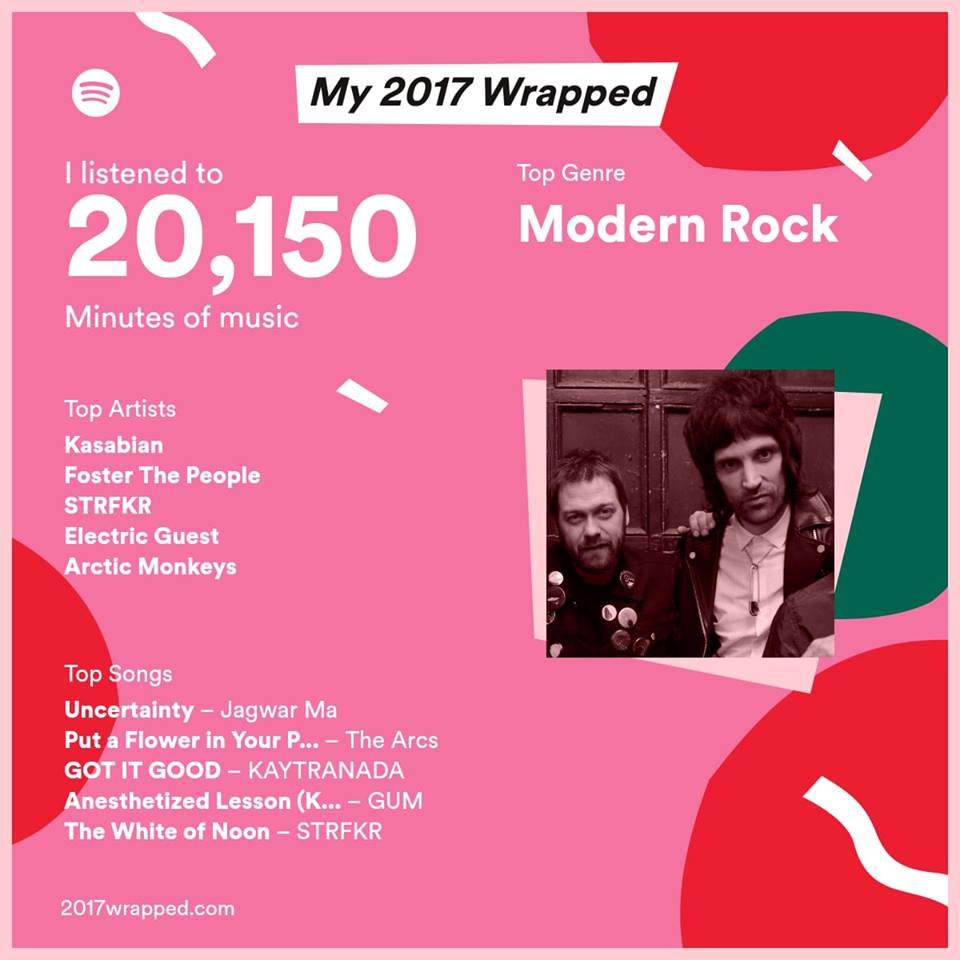 My 2017 Wrapped
I listened to
20,150
Minutes of music
Top Genre
Modern Rock
Top Artists
Kasabian
Foster The People
STRFKR
Electric Guest
Arctic Monkeys
Top Songs
Uncertainty – Jagwar Ma
Put a Flower in Your P... – The Arcs
GOT IT GOOD – KAYTRANADA
Anesthetized Lesson (K... – GUM
The White of Noon – STRFKR
2017wrapped.com